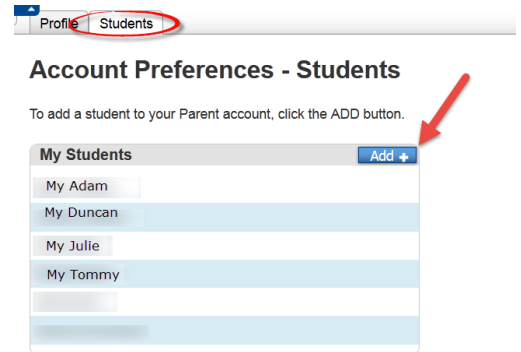 Profile Students
Account Preferences - Students
To add a student to your Parent account, click the ADD button.
My Students Add +
My Adam
My Duncan
My Julie
My Tommy